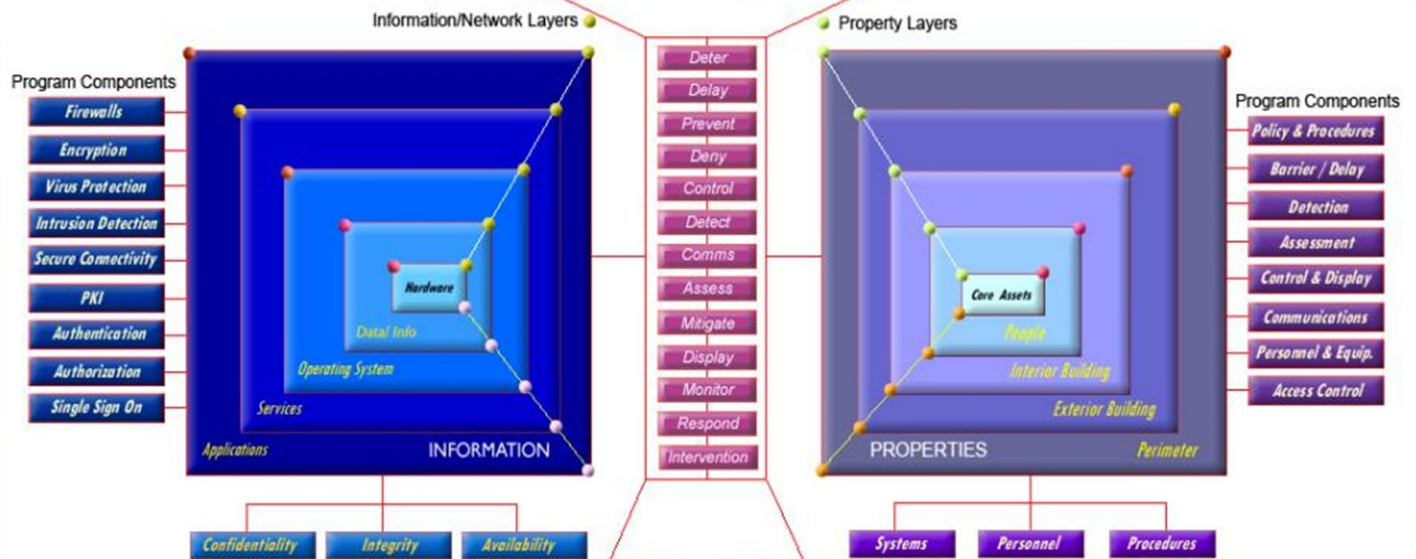 Information/Network Layers
Program Components
Firewalls
Encryption
Virus Protection
Intrusion Detection
Secure Connectivity
PKI
Authentication
Authorization
Single Sign On
Hardware
Data/ Info
Operating System
Services
Applications
INFORMATION
Confidentiality
Integrity
Availability
Deter
Delay
Prevent
Deny
Control
Detect
Comms
Assess
Mitigate
Display
Monitor
Respond
Intervention
Property Layers
Core Assets
People
Interior Building
Exterior Building
PROPERTIES
Perimeter
Systems
Personnel
Procedures
Program Components
Policy & Procedures
Barrier / Delay
Detection
Assessment
Control & Display
Communications
Personnel & Equip.
Access Control